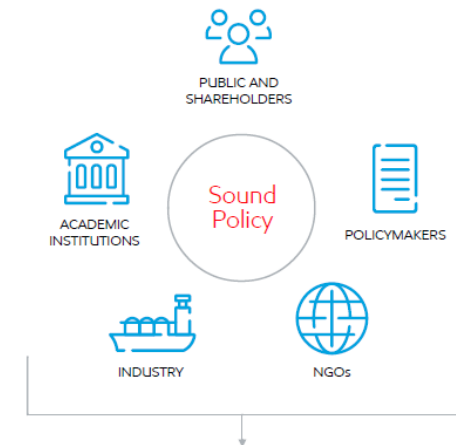 PUBLIC AND
SHAREHOLDERS
Sound
Policy
ACADEMIC
INSTITUTIONS
POLICYMAKERS
INDUSTRY
NGOs